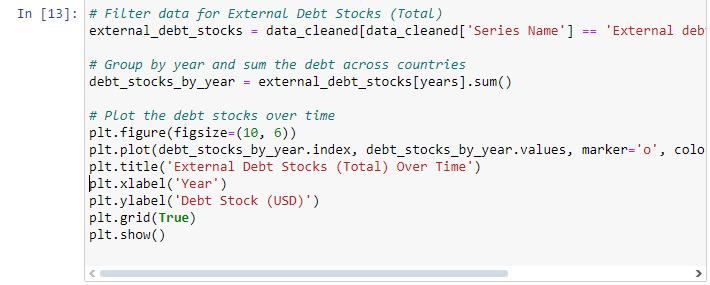 In [13]: # Filter data for External Debt Stocks (Total)
external_debt_stocks = data_cleaned[data_cleaned['Series Name'] == 'External deb
# Group by year and sum the debt across countries
debt_stocks_by_year = external_debt_stocks[years].sum()
# Plot the debt stocks over time
plt.figure(figsize=(10, 6))
plt.plot(debt_stocks_by_year.index, debt_stocks_by_year.values, marker='o', colo
plt.title('External Debt Stocks (Total) Over Time')
plt.xlabel('Year')
plt.ylabel('Debt Stock (USD)')
plt.grid(True)
plt.show()